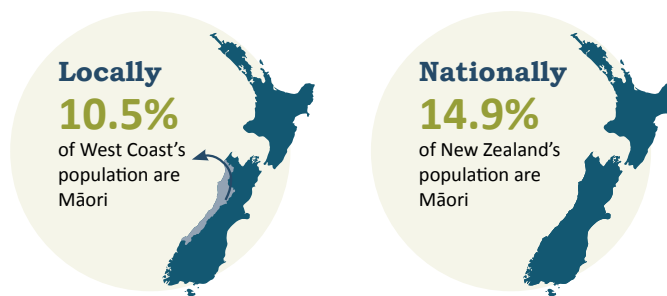 Locally
10.5%
of West Coast's
population are
Māori
Nationally
14.9%
of New Zealand's
population are
Māori